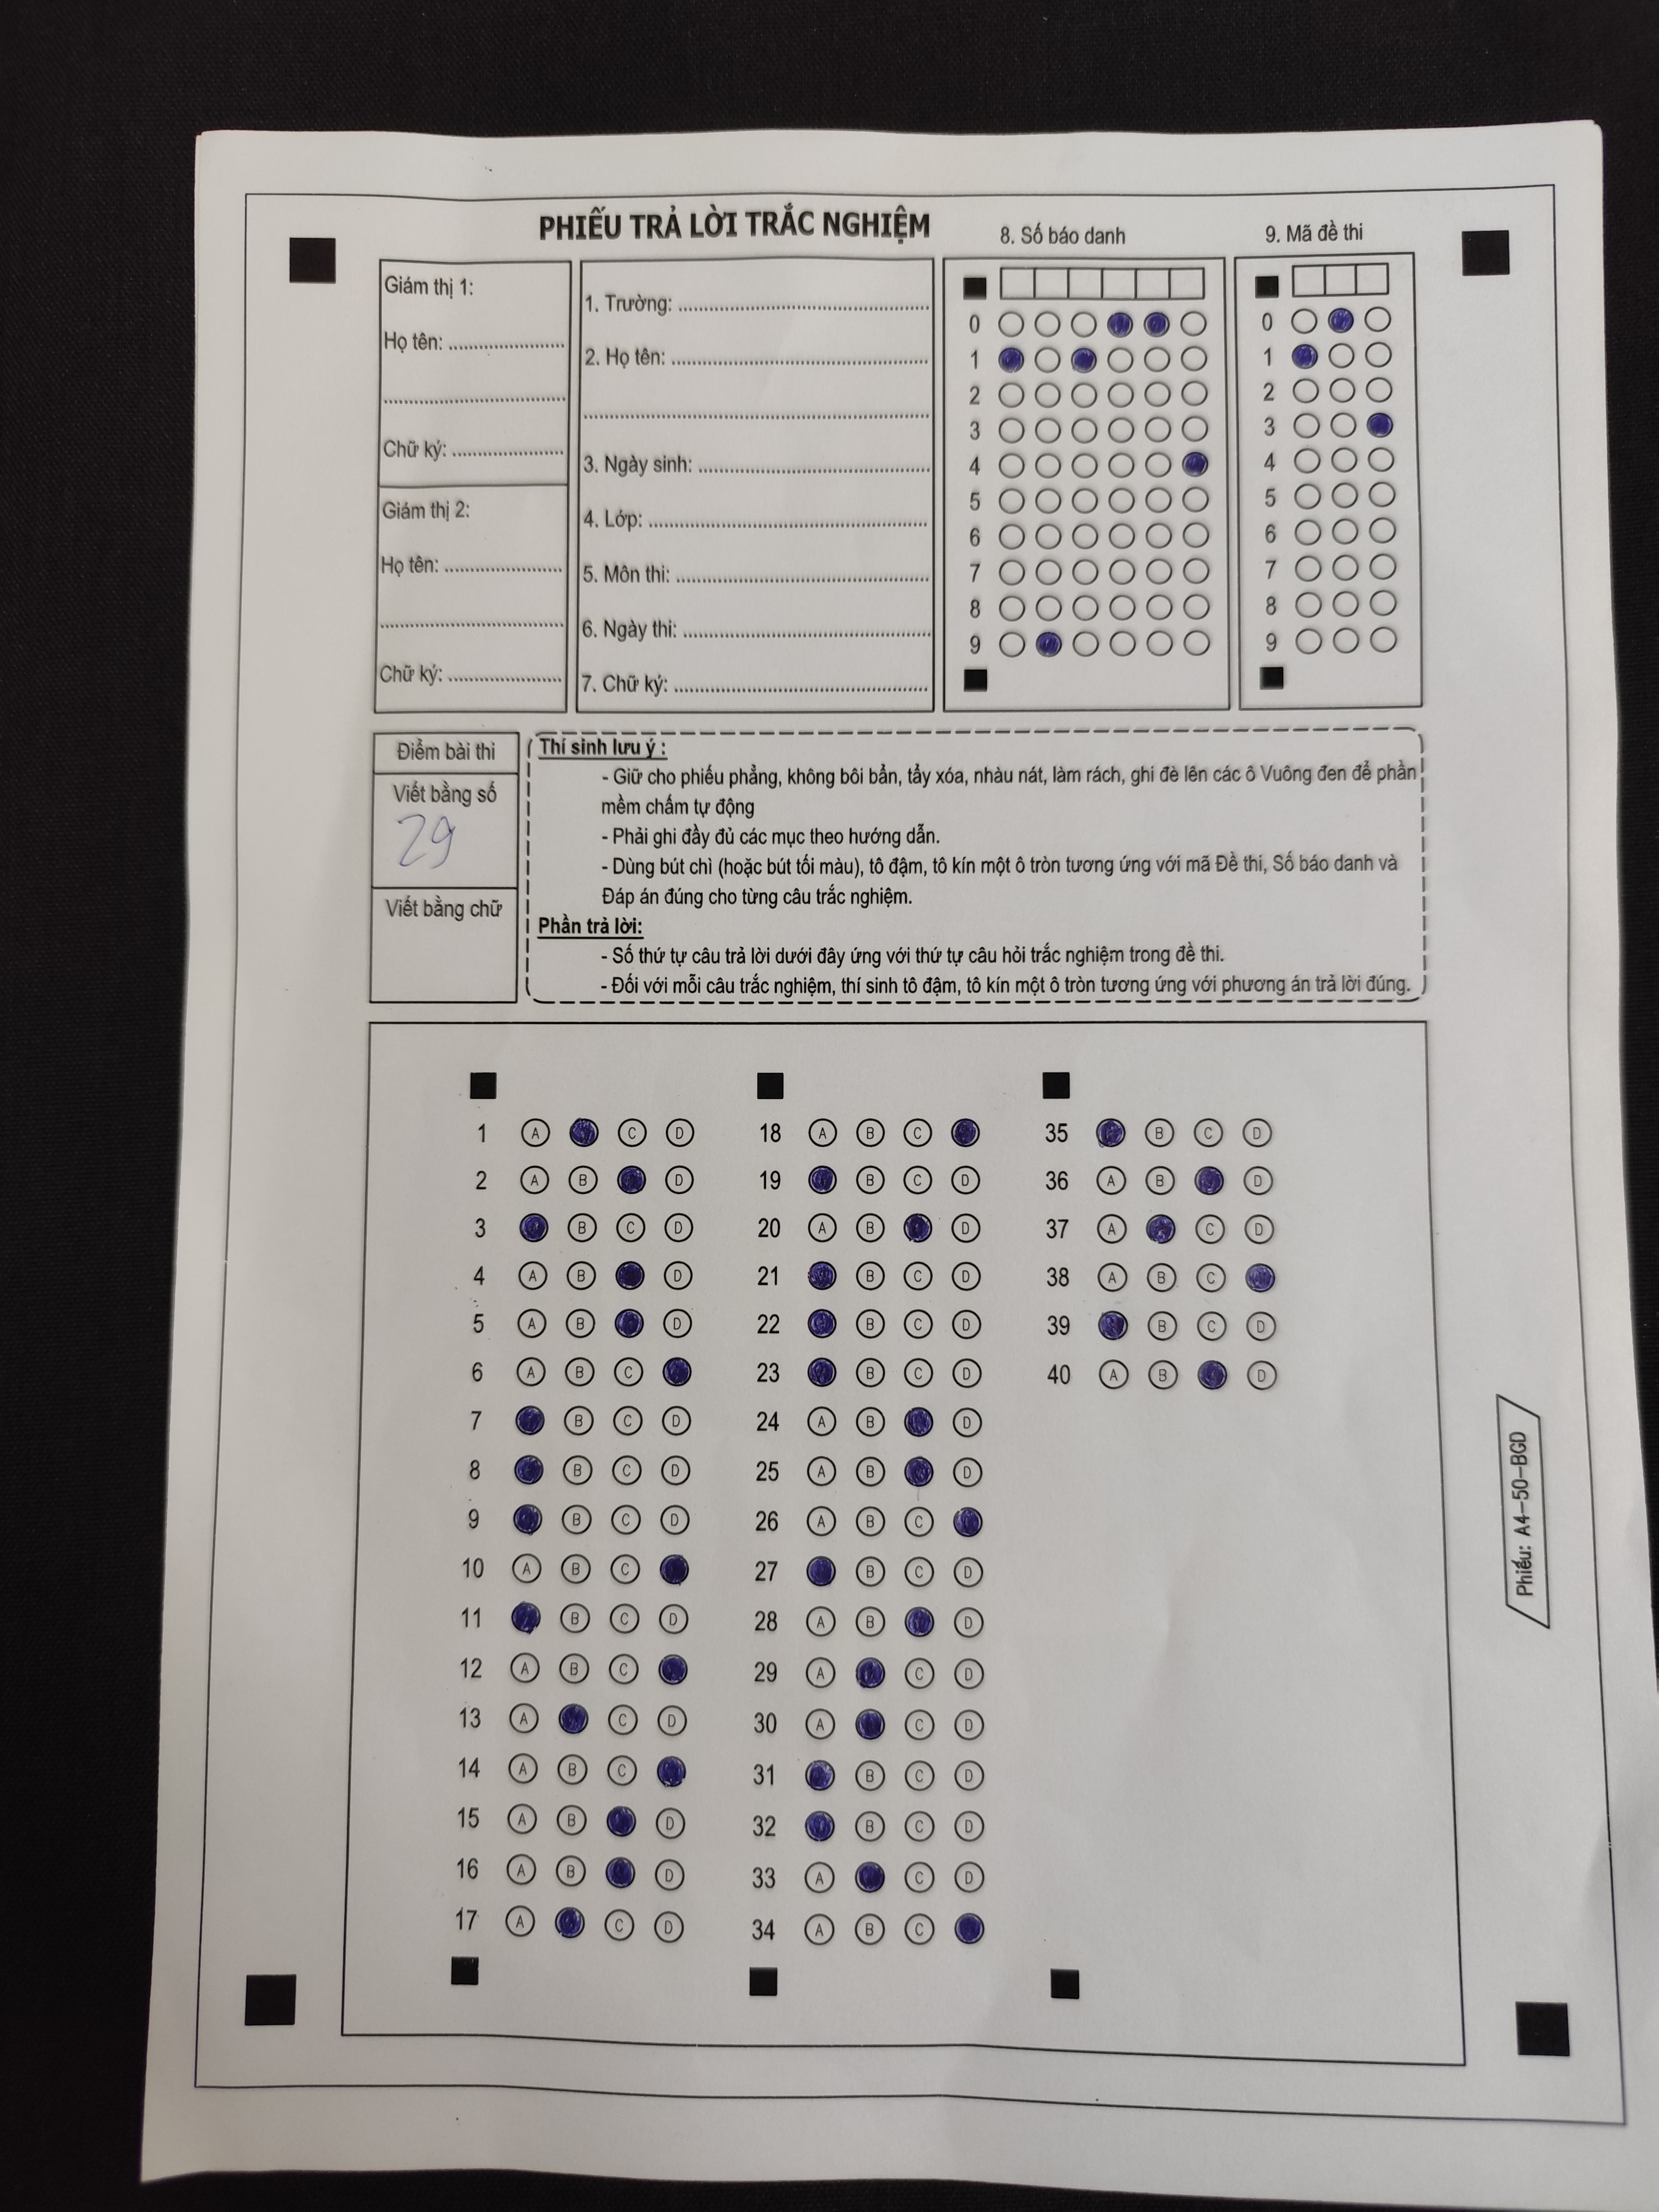 PHIẾU TRẢ LỜI TRẮC NGHIỆM
8. Số báo danh
9. Mã đề thi
Giám thị 1:
Họ tên: ....................
Chữ ký: ....................
Giám thị 2:
Họ tên: ....................
Chữ ký: ....................
1. Trường: ....................
2. Họ tên: ....................
3. Ngày sinh: ....................
4. Lớp: ....................
5. Môn thi: ....................
6. Ngày thi: ....................
7. Chữ ký: ....................
0
1
2
3
4
5
6
7
8
9
0
1
2
3
4
5
6
7
8
9
Điểm bài thi
Viết bằng số
29
Viết bằng chữ
Thí sinh lưu ý :
- Giữ cho phiếu phẳng, không bôi bẩn, tẩy xóa, nhàu nát, làm rách, ghi đè lên các ô Vuông đen để phần
mềm chấm tự động
- Phải ghi đầy đủ các mục theo hướng dẫn.
- Dùng bút chì (hoặc bút tối màu), tô đậm, tô kín một ô tròn tương ứng với mã Đề thi, Số báo danh và
Đáp án đúng cho từng câu trắc nghiệm.
Phần trả lời:
- Số thứ tự câu trả lời dưới đây ứng với thứ tự câu hỏi trắc nghiệm trong đề thi.
- Đối với mỗi câu trắc nghiệm, thí sinh tô đậm, tô kín một ô tròn tương ứng với phương án trả lời đúng.
1 A C D
2 A B D
3 B C D
4 A B D
5 A B D
6 A B C
7 B C D
8 B C D
9 B C D
10 A B C
11 B C D
12 A B C
13 A C D
14 A B C
15 A B D
16 A B D
17 A C D
18 A B C
19 B C D
20 A B D
21 B C D
22 B C D
23 B C D
24 A B D
25 A B D
26 A B C
27 B C D
28 A B D
29 A C D
30 A C D
31 B C D
32 B C D
33 A C D
34 A B C
35 B C D
36 A B D
37 A C D
38 A B C
39 B C D
40 A B D
Phiếu: A4-50-BGD